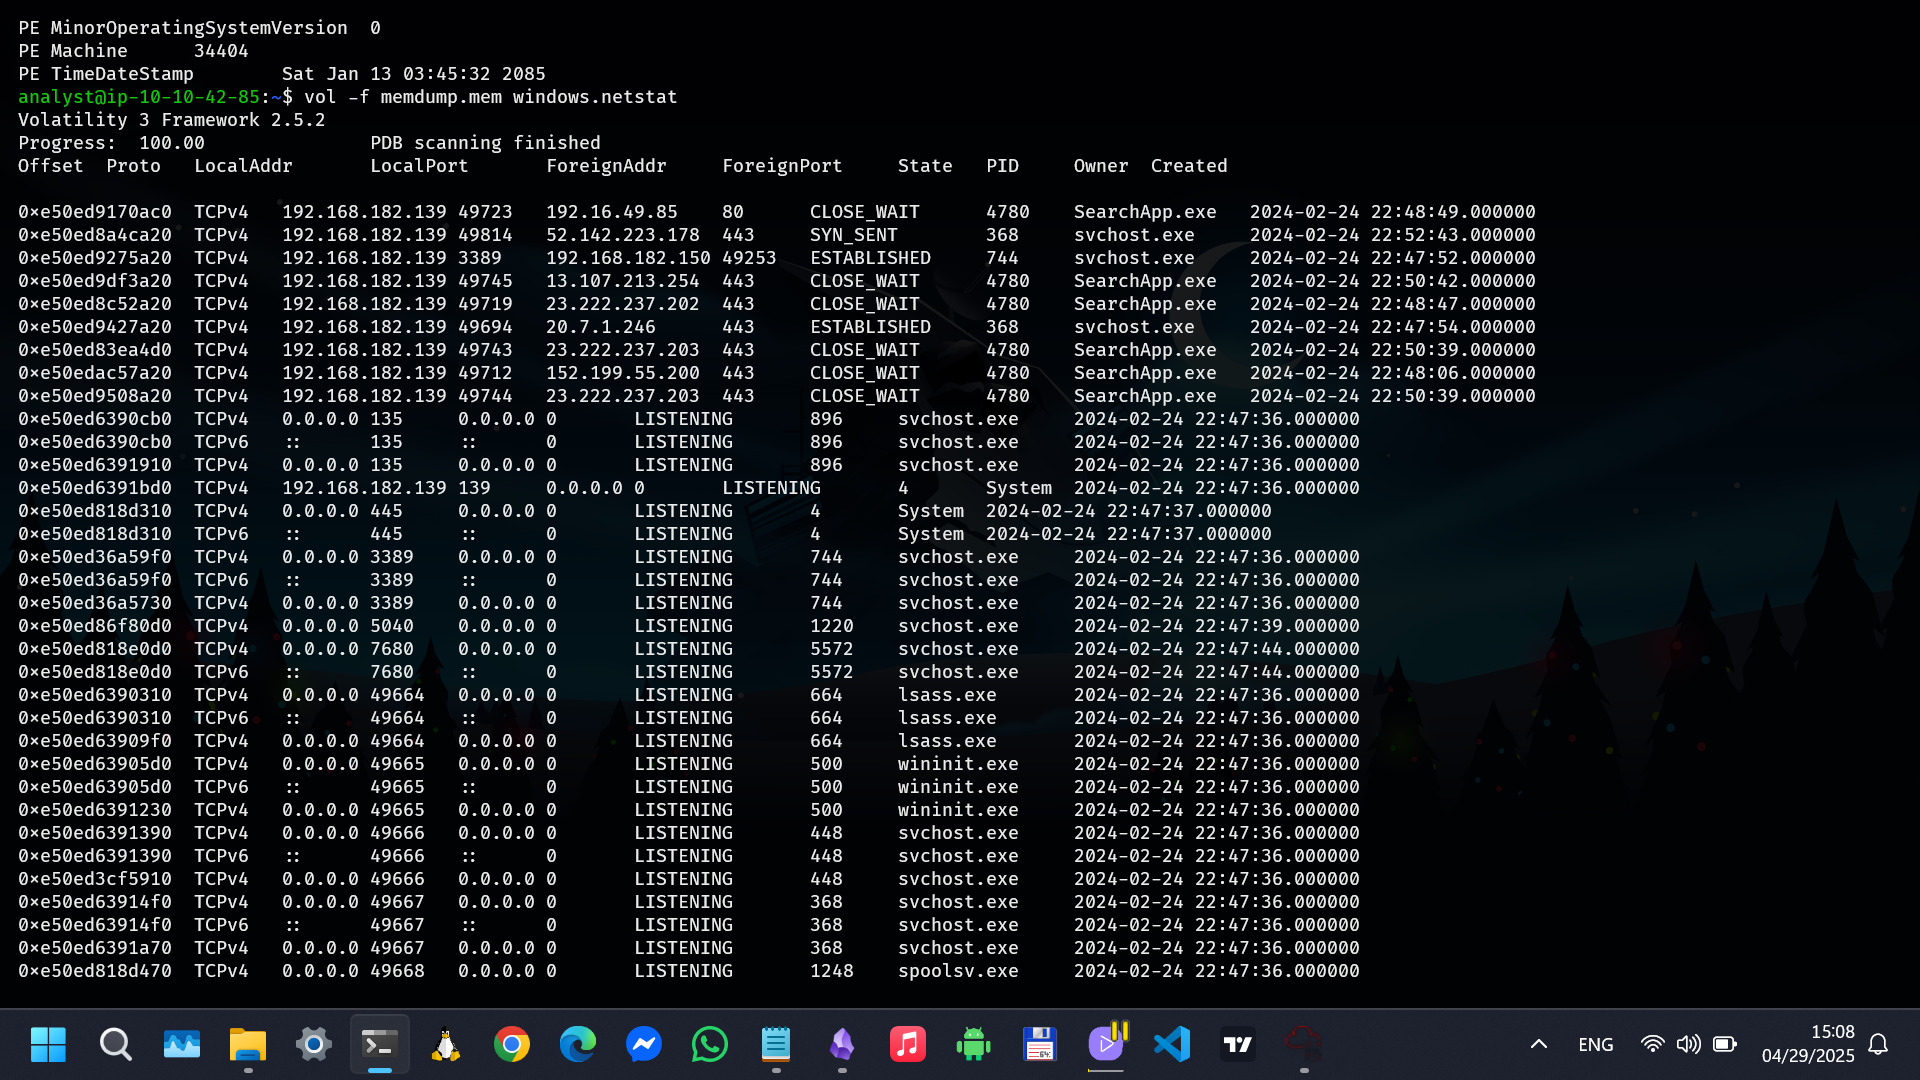 PE MinorOperatingSystemVersion  0
PE Machine      34404
PE TimeDateStamp        Sat Jan 13 03:45:32 2085
analyst@ip-10-10-42-85:~$ vol -f memdump.mem windows.netstat
Volatility 3 Framework 2.5.2
Progress:  100.00               PDB scanning finished
Offset  Proto   LocalAddr       LocalPort       ForeignAddr     ForeignPort     State   PID     Owner  Created
0xe50ed9170ac0  TCPv4   192.168.182.139 49723   192.16.49.85    80      CLOSE_WAIT      4780    SearchApp.exe   2024-02-24 22:48:49.000000
0xe50ed8a4ca20  TCPv4   192.168.182.139 49814   52.142.223.178  443     SYN_SENT        368     svchost.exe     2024-02-24 22:52:43.000000
0xe50ed9275a20  TCPv4   192.168.182.139 3389    192.168.182.150 49253   ESTABLISHED     744     svchost.exe     2024-02-24 22:47:52.000000
0xe50ed9df3a20  TCPv4   192.168.182.139 49745   13.107.213.254  443     CLOSE_WAIT      4780    SearchApp.exe   2024-02-24 22:50:42.000000
0xe50ed8c52a20  TCPv4   192.168.182.139 49719   23.222.237.202  443     CLOSE_WAIT      4780    SearchApp.exe   2024-02-24 22:48:47.000000
0xe50ed9427a20  TCPv4   192.168.182.139 49694   20.7.1.246      443     ESTABLISHED     368     svchost.exe     2024-02-24 22:47:54.000000
0xe50ed83ea4d0  TCPv4   192.168.182.139 49743   23.222.237.203  443     CLOSE_WAIT      4780    SearchApp.exe   2024-02-24 22:50:39.000000
0xe50edac57a20  TCPv4   192.168.182.139 49712   152.199.55.200  443     CLOSE_WAIT      4780    SearchApp.exe   2024-02-24 22:48:06.000000
0xe50ed9508a20  TCPv4   192.168.182.139 49744   23.222.237.203  443     CLOSE_WAIT      4780    SearchApp.exe   2024-02-24 22:50:39.000000
0xe50ed6390cb0  TCPv4   0.0.0.0 135     0.0.0.0 0       LISTENING       896     svchost.exe     2024-02-24 22:47:36.000000
0xe50ed6390cb0  TCPv6   ::      135     ::      0       LISTENING       896     svchost.exe     2024-02-24 22:47:36.000000
0xe50ed6391910  TCPv4   0.0.0.0 135     0.0.0.0 0       LISTENING       896     svchost.exe     2024-02-24 22:47:36.000000
0xe50ed6391bd0  TCPv4   192.168.182.139 139     0.0.0.0 0       LISTENING       4       System  2024-02-24 22:47:36.000000
0xe50ed818d310  TCPv4   0.0.0.0 445     0.0.0.0 0       LISTENING       4       System  2024-02-24 22:47:37.000000
0xe50ed818d310  TCPv6   ::      445     ::      0       LISTENING       4       System  2024-02-24 22:47:37.000000
0xe50ed36a59f0  TCPv4   0.0.0.0 3389    0.0.0.0 0       LISTENING       744     svchost.exe     2024-02-24 22:47:36.000000
0xe50ed36a59f0  TCPv6   ::      3389    ::      0       LISTENING       744     svchost.exe     2024-02-24 22:47:36.000000
0xe50ed36a5730  TCPv4   0.0.0.0 3389    0.0.0.0 0       LISTENING       744     svchost.exe     2024-02-24 22:47:36.000000
0xe50ed86f80d0  TCPv4   0.0.0.0 5040    0.0.0.0 0       LISTENING       1220    svchost.exe     2024-02-24 22:47:39.000000
0xe50ed818e0d0  TCPv4   0.0.0.0 7680    0.0.0.0 0       LISTENING       5572    svchost.exe     2024-02-24 22:47:44.000000
0xe50ed818e0d0  TCPv6   ::      7680    ::      0       LISTENING       5572    svchost.exe     2024-02-24 22:47:44.000000
0xe50ed6390310  TCPv4   0.0.0.0 49664   0.0.0.0 0       LISTENING       664     lsass.exe       2024-02-24 22:47:36.000000
0xe50ed6390310  TCPv6   ::      49664   ::      0       LISTENING       664     lsass.exe       2024-02-24 22:47:36.000000
0xe50ed63909f0  TCPv4   0.0.0.0 49664   0.0.0.0 0       LISTENING       664     lsass.exe       2024-02-24 22:47:36.000000
0xe50ed63905d0  TCPv4   0.0.0.0 49665   0.0.0.0 0       LISTENING       500     wininit.exe     2024-02-24 22:47:36.000000
0xe50ed63905d0  TCPv6   ::      49665   ::      0       LISTENING       500     wininit.exe     2024-02-24 22:47:36.000000
0xe50ed6391230  TCPv4   0.0.0.0 49665   0.0.0.0 0       LISTENING       500     wininit.exe     2024-02-24 22:47:36.000000
0xe50ed6391390  TCPv4   0.0.0.0 49666   0.0.0.0 0       LISTENING       448     svchost.exe     2024-02-24 22:47:36.000000
0xe50ed6391390  TCPv6   ::      49666   ::      0       LISTENING       448     svchost.exe     2024-02-24 22:47:36.000000
0xe50ed3cf5910  TCPv4   0.0.0.0 49666   0.0.0.0 0       LISTENING       448     svchost.exe     2024-02-24 22:47:36.000000
0xe50ed63914f0  TCPv4   0.0.0.0 49667   0.0.0.0 0       LISTENING       368     svchost.exe     2024-02-24 22:47:36.000000
0xe50ed63914f0  TCPv6   ::      49667   ::      0       LISTENING       368     svchost.exe     2024-02-24 22:47:36.000000
0xe50ed6391a70  TCPv4   0.0.0.0 49667   0.0.0.0 0       LISTENING       368     svchost.exe     2024-02-24 22:47:36.000000
0xe50ed818d470  TCPv4   0.0.0.0 49668   0.0.0.0 0       LISTENING       1248    spoolsv.exe     2024-02-24 22:47:36.000000
64
ENG
15:08
04/29/2025